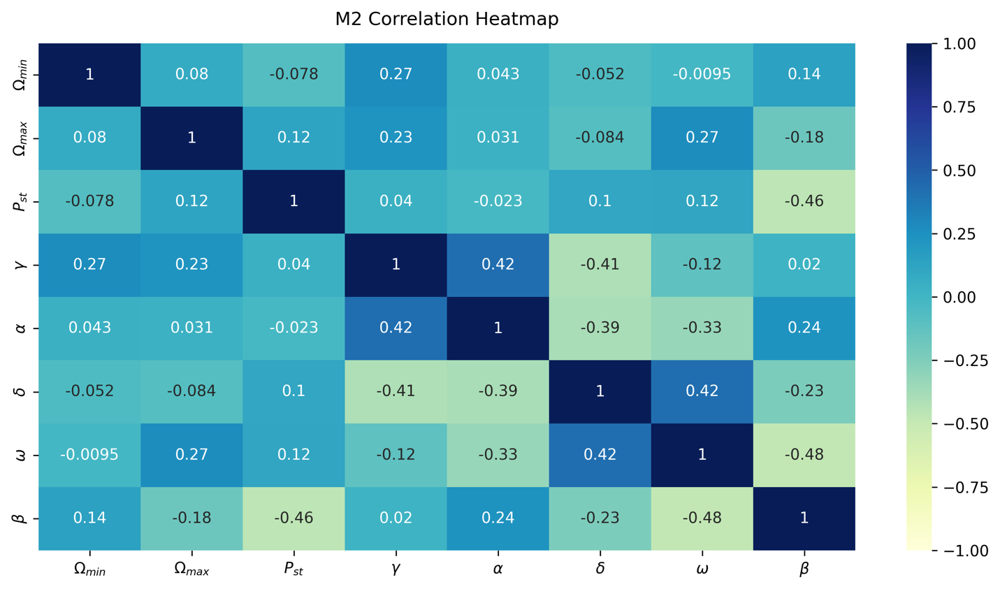 M2 Correlation Heatmap
Ω_min 1 0.08 -0.078 0.27 0.043 -0.052 -0.0095 0.14
Ω_max 0.08 1 0.12 0.23 0.031 -0.084 0.27 -0.18
P_st -0.078 0.12 1 0.04 -0.023 0.1 0.12 -0.46
γ 0.27 0.23 0.04 1 0.42 -0.41 -0.12 0.02
α 0.043 0.031 -0.023 0.42 1 -0.39 -0.33 0.24
δ -0.052 -0.084 0.1 -0.41 -0.39 1 0.42 -0.23
ω -0.0095 0.27 0.12 -0.12 -0.33 0.42 1 -0.48
β 0.14 -0.18 -0.46 0.02 0.24 -0.23 -0.48 1
Ω_min Ω_max P_st γ α δ ω β
1.00
0.75
0.50
0.25
0.00
−0.25
−0.50
−0.75
−1.00